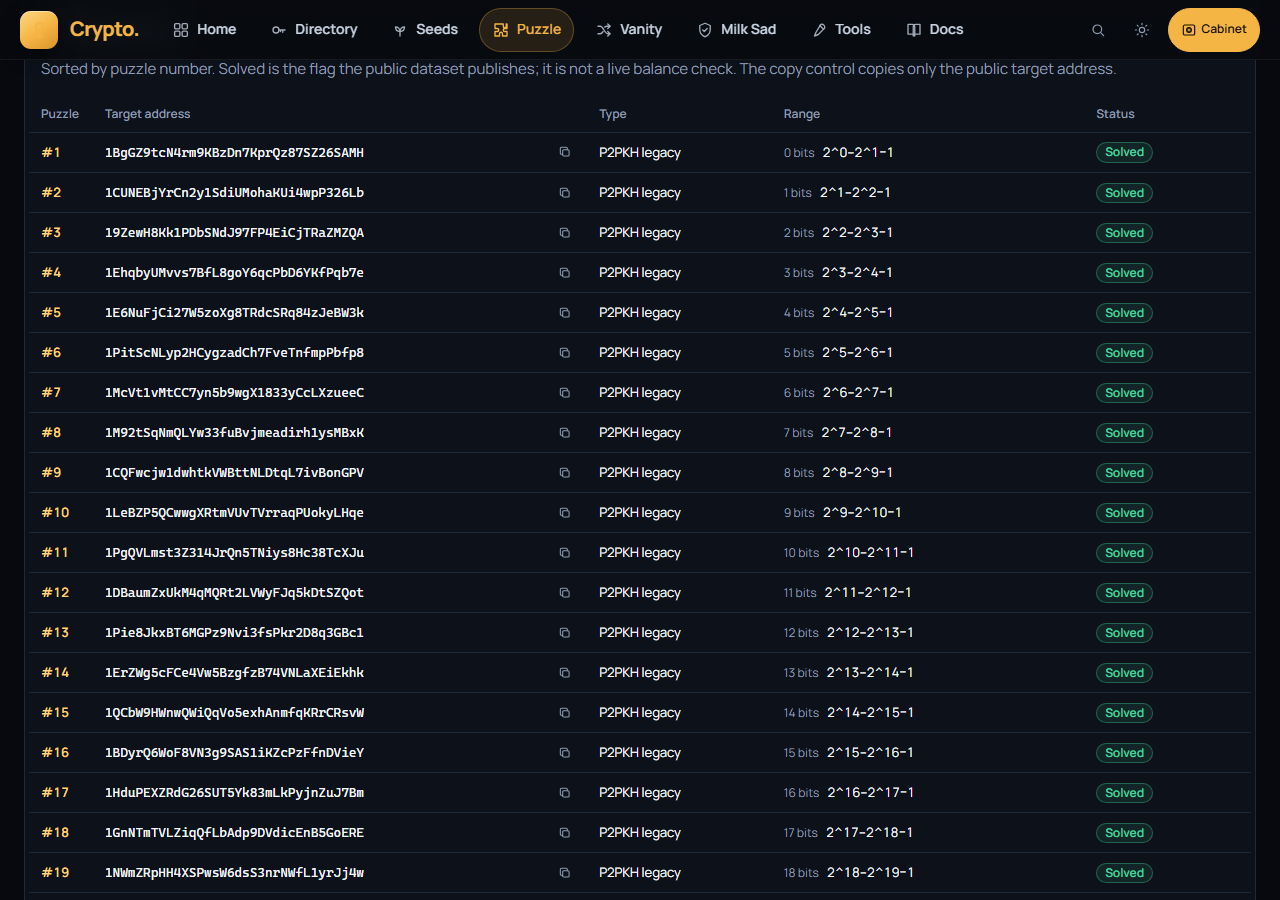 Crypto. Home Directory Seeds Puzzle Vanity Milk Sad Tools Docs Cabinet
Sorted by puzzle number. Solved is the flag the public dataset publishes; it is not a live balance check. The copy control copies only the public target address.
Puzzle Target address Type Range Status
#1 1BgGZ9tcN4rm9KBzDn7KprQz87SZ26SAMH P2PKH legacy 0 bits 2^0–2^1−1 Solved
#2 1CUNEBjYrCn2y1SdiUMohaKUi4wpP326Lb P2PKH legacy 1 bits 2^1–2^2−1 Solved
#3 19ZewH8Kk1PDbSNdJ97FP4EiCjTRaZMZQA P2PKH legacy 2 bits 2^2–2^3−1 Solved
#4 1EhqbyUMvvs7BfL8goY6qcPbD6YKfPqb7e P2PKH legacy 3 bits 2^3–2^4−1 Solved
#5 1E6NuFjCi27W5zoXg8TRdcSRq84zJeBW3k P2PKH legacy 4 bits 2^4–2^5−1 Solved
#6 1PitScNLyp2HCygzadCh7FveTnfmpPbfp8 P2PKH legacy 5 bits 2^5–2^6−1 Solved
#7 1McVt1vMtCC7yn5b9wgX1833yCcLXzueeC P2PKH legacy 6 bits 2^6–2^7−1 Solved
#8 1M92tSqNmQLYw33fuBvjmeadirh1ysMBxK P2PKH legacy 7 bits 2^7–2^8−1 Solved
#9 1CQFwcjw1dwhtkVWBttNLDtqL7ivBonGPV P2PKH legacy 8 bits 2^8–2^9−1 Solved
#10 1LeBZP5QCwwgXRtmVUvTVrraqPUokyLHqe P2PKH legacy 9 bits 2^9–2^10−1 Solved
#11 1PgQVLmst3Z314JrQn5TNiys8Hc38TcXJu P2PKH legacy 10 bits 2^10–2^11−1 Solved
#12 1DBaumZxUkM4qMQRt2LVWyFJq5kDtSZQot P2PKH legacy 11 bits 2^11–2^12−1 Solved
#13 1Pie8JkxBT6MGPz9Nvi3fsPkr2D8q3GBc1 P2PKH legacy 12 bits 2^12–2^13−1 Solved
#14 1ErZWg5cFCe4Vw5BzgfzB74VNLaXEiEkhk P2PKH legacy 13 bits 2^13–2^14−1 Solved
#15 1QCbW9HWnwQWiQqVo5exhAnmfqKRrCRsvW P2PKH legacy 14 bits 2^14–2^15−1 Solved
#16 1BDyrQ6WoF8VN3g9SAS1iKZcPzFfnDVieY P2PKH legacy 15 bits 2^15–2^16−1 Solved
#17 1HduPEXZRdG26SUT5Yk83mLkPyjnZuJ7Bm P2PKH legacy 16 bits 2^16–2^17−1 Solved
#18 1GnNTmTVLZiqQfLbAdp9DVdicEnB5GoERE P2PKH legacy 17 bits 2^17–2^18−1 Solved
#19 1NWmZRpHH4XSPwsW6dsS3nrNWfL1yrJj4w P2PKH legacy 18 bits 2^18–2^19−1 Solved